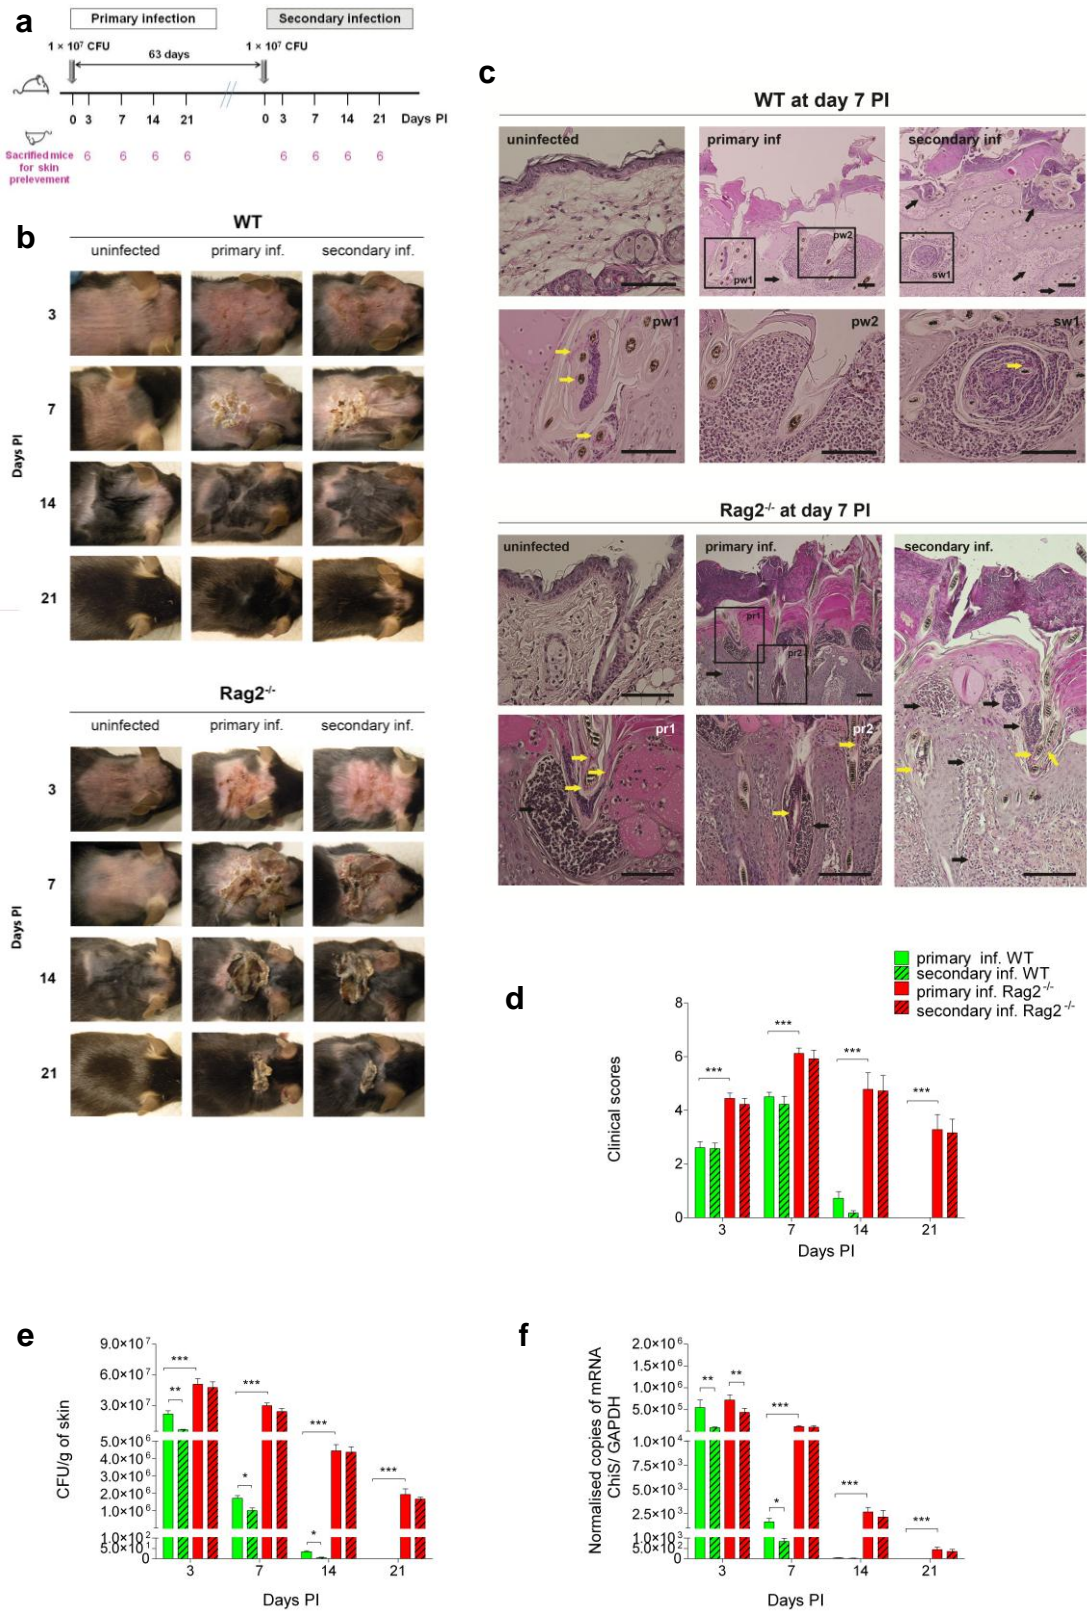 a
Primary infection
Secondary infection
1 × 10⁷ CFU
1 × 10⁷ CFU
63 days
0 3 7 14 21 0 3 7 14 21 Days PI
Sacrified mice
for skin
prelevement
6 6 6 6 6 6 6 6
b
WT
uninfected primary inf. secondary inf.
3
7
14
21
Days PI
Rag2⁻/⁻
uninfected primary inf. secondary inf.
3
7
14
21
Days PI
c
WT at day 7 PI
uninfected primary inf secondary inf
pw1 pw2 sw1
pw1 pw2 sw1
Rag2⁻/⁻ at day 7 PI
uninfected primary inf. secondary inf.
pr1
pr2
pr1 pr2
d
primary inf. WT
secondary inf. WT
primary inf. Rag2⁻/⁻
secondary inf. Rag2⁻/⁻
Clinical scores
8
6
4
2
0
*** *** *** ***
3 7 14 21
Days PI
e
CFU/g of skin
9.0×10⁷
6.0×10⁷
3.0×10⁷
5.0×10⁶
4.0×10⁶
3.0×10⁶
2.0×10⁶
1.0×10⁶
1.0×10²
5.0×10¹
0
*** ** *** * *** * ***
3 7 14 21
Days PI
f
Normalised copies of mRNA
ChiS/ GAPDH
2.0×10⁶
1.5×10⁶
1.0×10⁶
5.0×10⁵
1.0×10⁴
7.5×10³
5.0×10³
2.5×10³
1.0×10³
5.0×10²
0
** ** *** * *** ***
3 7 14 21
Days PI